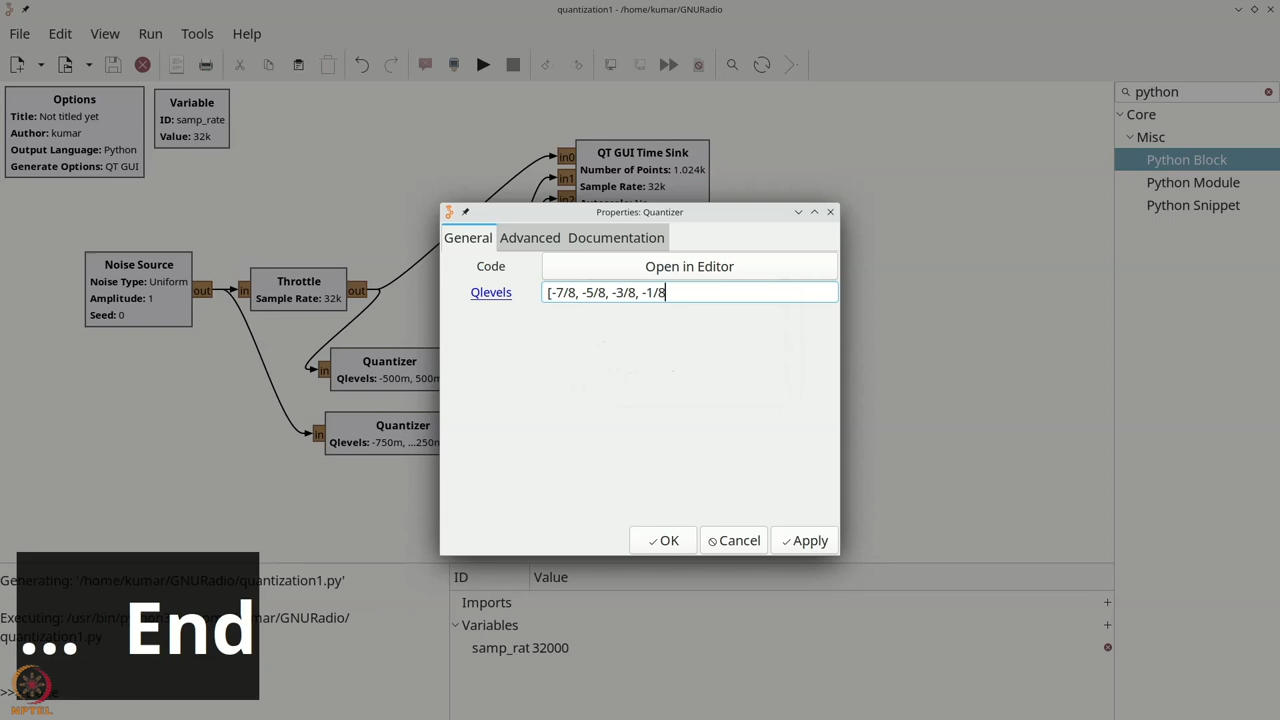 quantization1 - /home/kumar/GNURadio
File Edit View Run Tools Help
Options
Title: Not titled yet
Author: kumar
Output Language: Python
Generate Options: QT GUI
Variable
ID: samp_rate
Value: 32k
python
Core
Misc
Python Block
Python Module
Python Snippet
in0
in1
in2
QT GUI Time Sink
Number of Points: 1.024k
Sample Rate: 32k
Noise Source
Noise Type: Uniform
Amplitude: 1
Seed: 0
out
in
Throttle
Sample Rate: 32k
out
in
Quantizer
Qlevels: -500m, 500m
in
Quantizer
Qlevels: -750m, ...250m
Properties: Quantizer
General Advanced Documentation
Code Open in Editor
Qlevels [-7/8, -5/8, -3/8, -1/8
OK Cancel Apply
Generating: '/home/kumar/GNURadio/quantization1.py'
Executing: /usr/bin/python3 kumar/GNURadio/
quantization1.py
>>>
... End
NPTEL
ID Value
Imports
Variables
samp_rat 32000